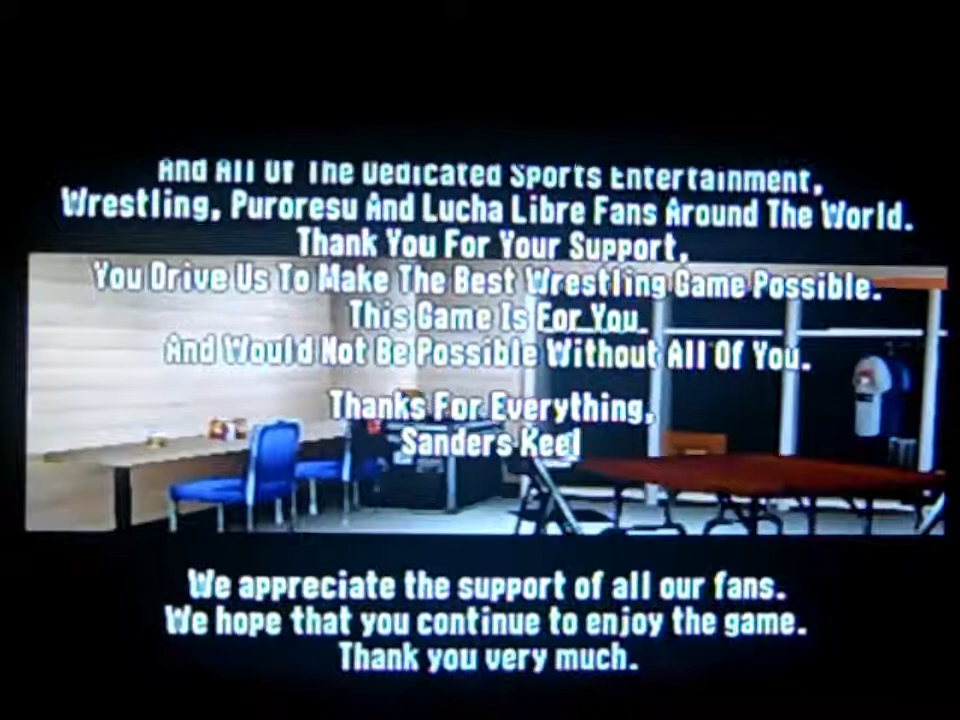 And All Of The Dedicated Sports Entertainment,
Wrestling, Puroresu And Lucha Libre Fans Around The World.
Thank You For Your Support,
You Drive Us To Make The Best Wrestling Game Possible.
This Game Is For You.
And Would Not Be Possible Without All Of You.
Thanks For Everything,
Sanders Keel
We appreciate the support of all our fans.
We hope that you continue to enjoy the game.
Thank you very much.